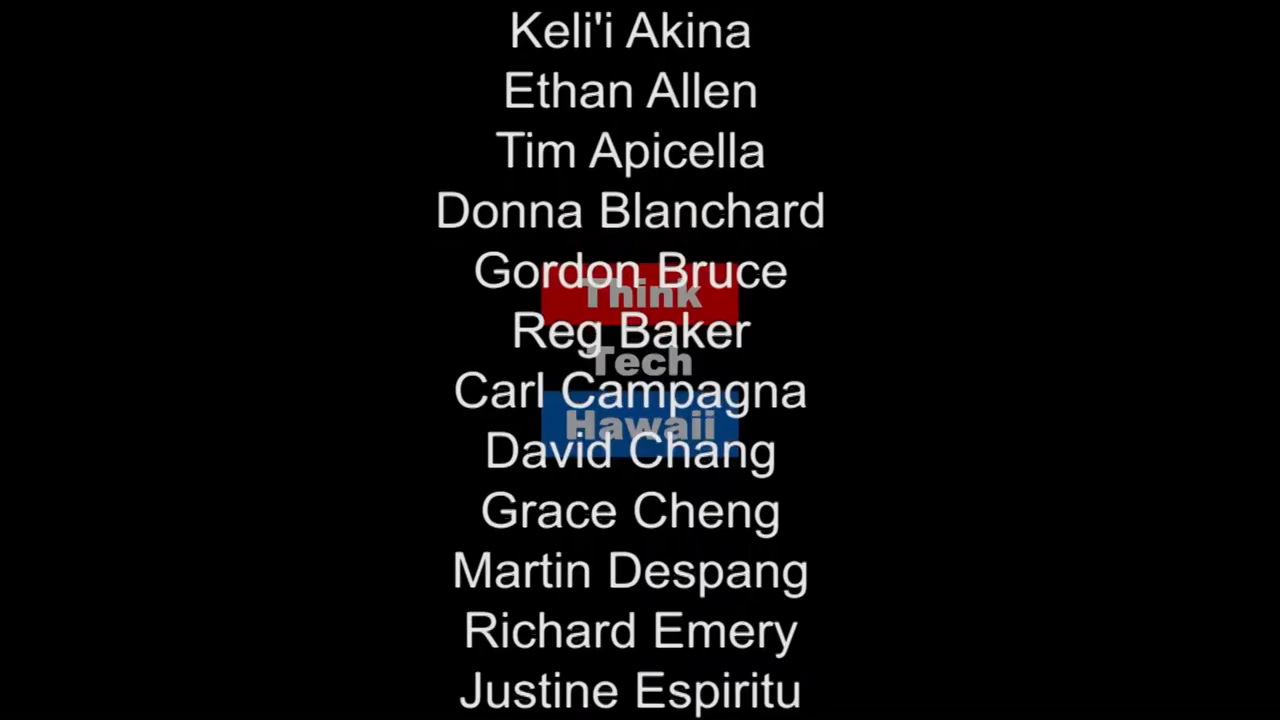 Keli'i Akina
Ethan Allen
Tim Apicella
Donna Blanchard
Gordon Bruce
Think
Reg Baker
Tech
Carl Campagna
Hawaii
David Chang
Grace Cheng
Martin Despang
Richard Emery
Justine Espiritu